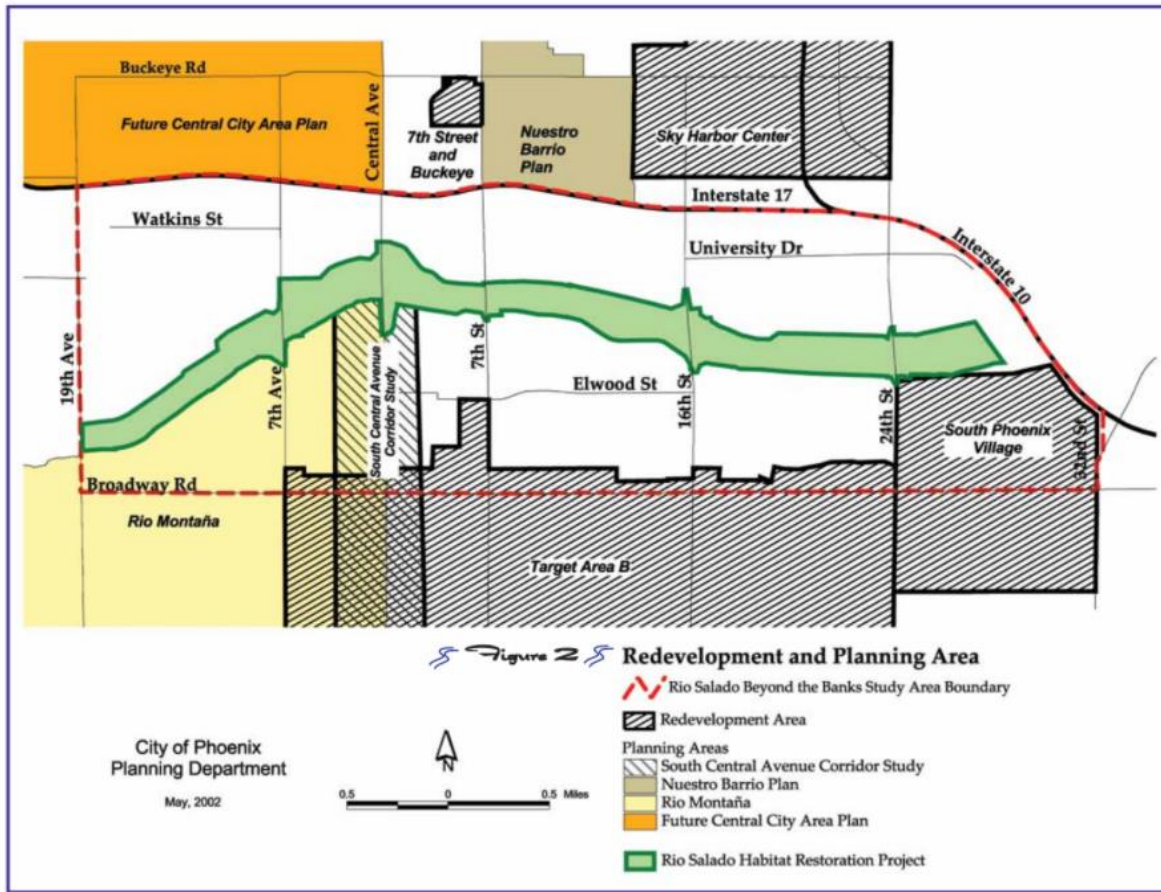 Buckeye Rd
Future Central City Area Plan
Central Ave
7th Street
and
Buckeye
Nuestro
Barrio
Plan
Sky Harbor Center
Interstate 17
Watkins St
University Dr
Interstate 10
19th Ave
7th Ave
South Central Avenue
Corridor Study
7th St
Elwood St
16th St
24th St
South Phoenix
Village
32nd St
Broadway Rd
Rio Montaña
Target Area B
Figure 2
Redevelopment and Planning Area
Rio Salado Beyond the Banks Study Area Boundary
Redevelopment Area
Planning Areas
South Central Avenue Corridor Study
Nuestro Barrio Plan
Rio Montaña
Future Central City Area Plan
Rio Salado Habitat Restoration Project
City of Phoenix
Planning Department
May, 2002
N
0.5 0 0.5 Miles